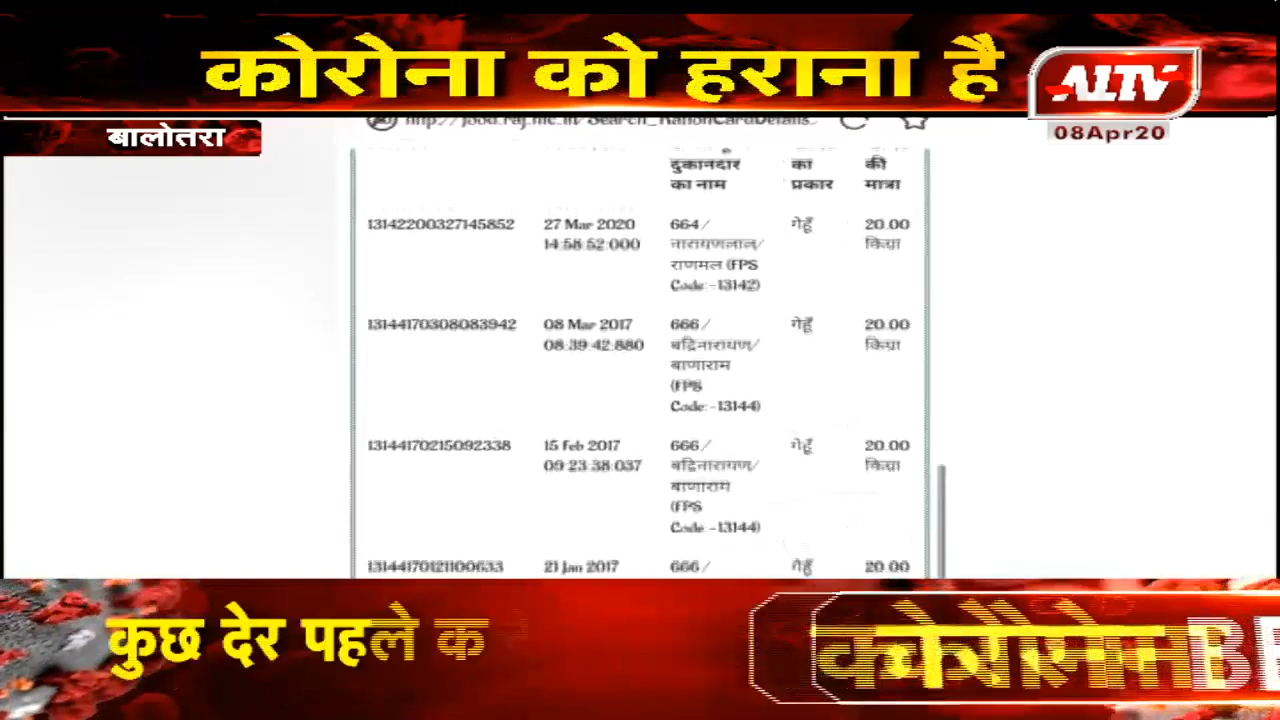 कोरोना को हराना है
ALTV
08Apr20
बालोतरा
दुकानदार का की
का नाम प्रकार मात्रा
13142200327145852 27 Mar 2020 664/ गेहूँ 20.00
14:58:52:000 नारायणलाल/ किग्रा
राणमल (FPS
Code:-13142)
13144170308083942 08 Mar 2017 666/ गेहूँ 20.00
08:39:42:880 बद्रिनारायण/ किग्रा
बाणाराम
(FPS
Code:-13144)
13144170215092338 15 Feb 2017 666/ गेहूँ 20.00
09:23:38:037 बद्रिनारायण/ किग्रा
बाणाराम
(FPS
Code:-13144)
13144170121100633 21 Jan 2017 666/ गेहूँ 20.00
कुछ देर पहले क